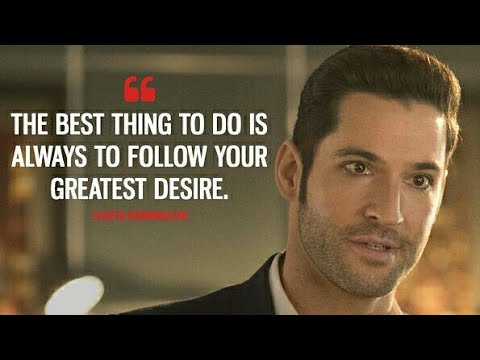 THE BEST THING TO DO IS
ALWAYS TO FOLLOW YOUR
GREATEST DESIRE.